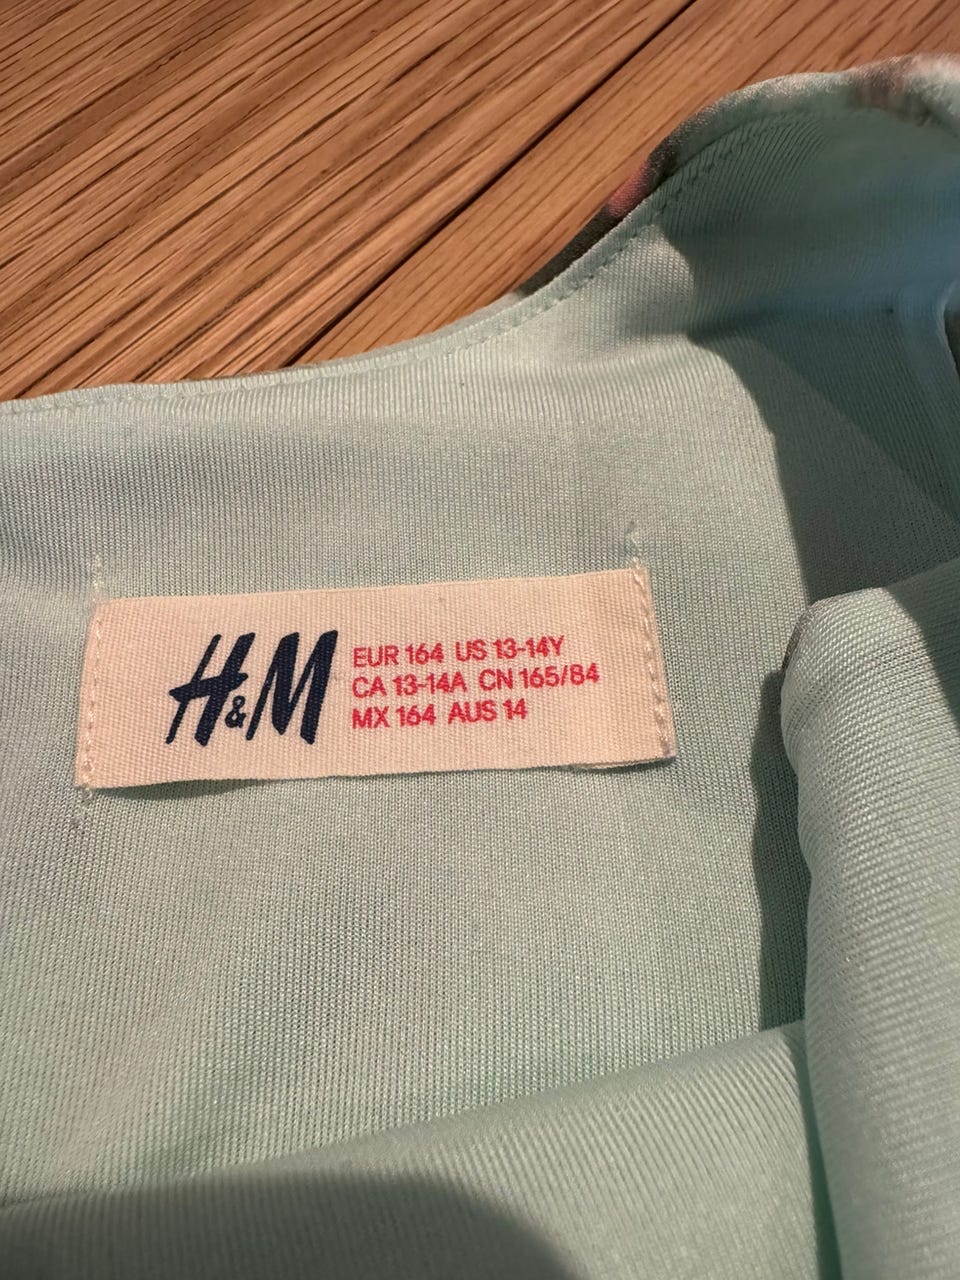 H&M
EUR 164 US 13-14Y
CA 13-14A CN 165/84
MX 164 AUS 14